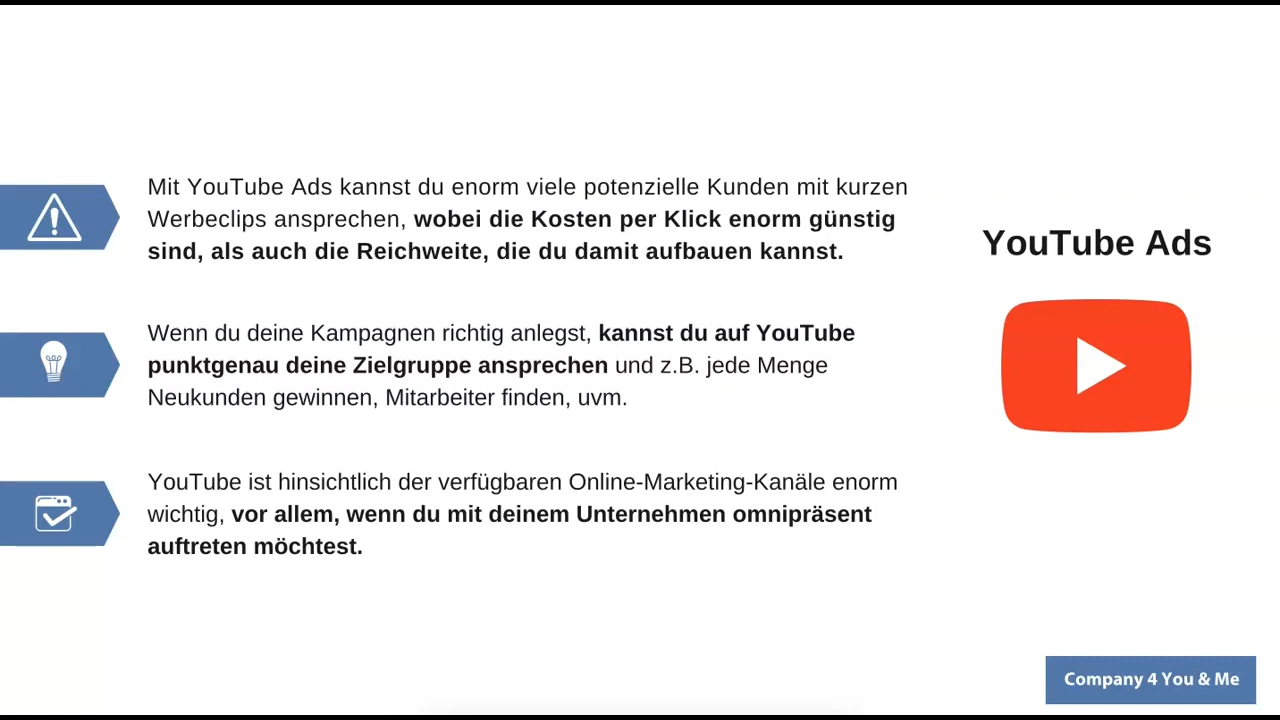 Mit YouTube Ads kannst du enorm viele potenzielle Kunden mit kurzen
Werbeclips ansprechen, wobei die Kosten per Klick enorm günstig
sind, als auch die Reichweite, die du damit aufbauen kannst.
Wenn du deine Kampagnen richtig anlegst, kannst du auf YouTube
punktgenau deine Zielgruppe ansprechen und z.B. jede Menge
Neukunden gewinnen, Mitarbeiter finden, uvm.
YouTube ist hinsichtlich der verfügbaren Online-Marketing-Kanäle enorm
wichtig, vor allem, wenn du mit deinem Unternehmen omnipräsent
auftreten möchtest.
YouTube Ads
Company 4 You & Me